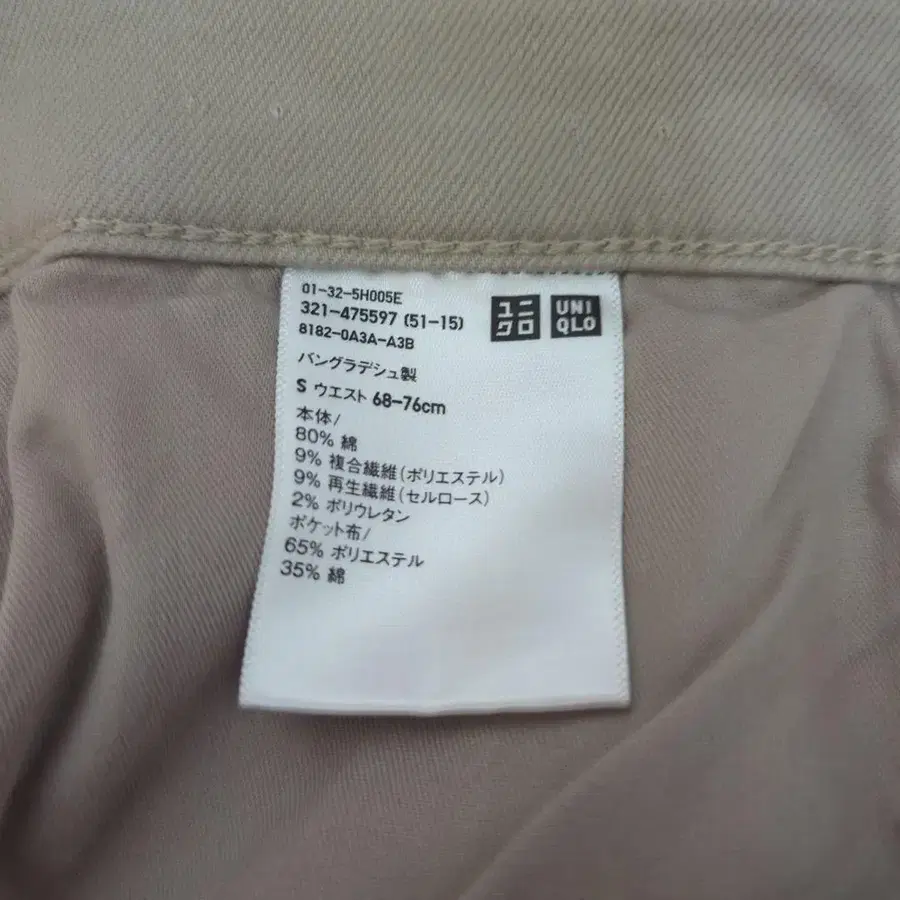 01-32-5H005E
321-475597 (51-15)
8182-0A3A-A3B
ユニ
クロ
UNI
QLO
バングラデシュ製
S ウエスト 68-76cm
本体/
80% 綿
9% 複合繊維(ポリエステル)
9% 再生繊維(セルロース)
2% ポリウレタン
ポケット布/
65% ポリエステル
35% 綿